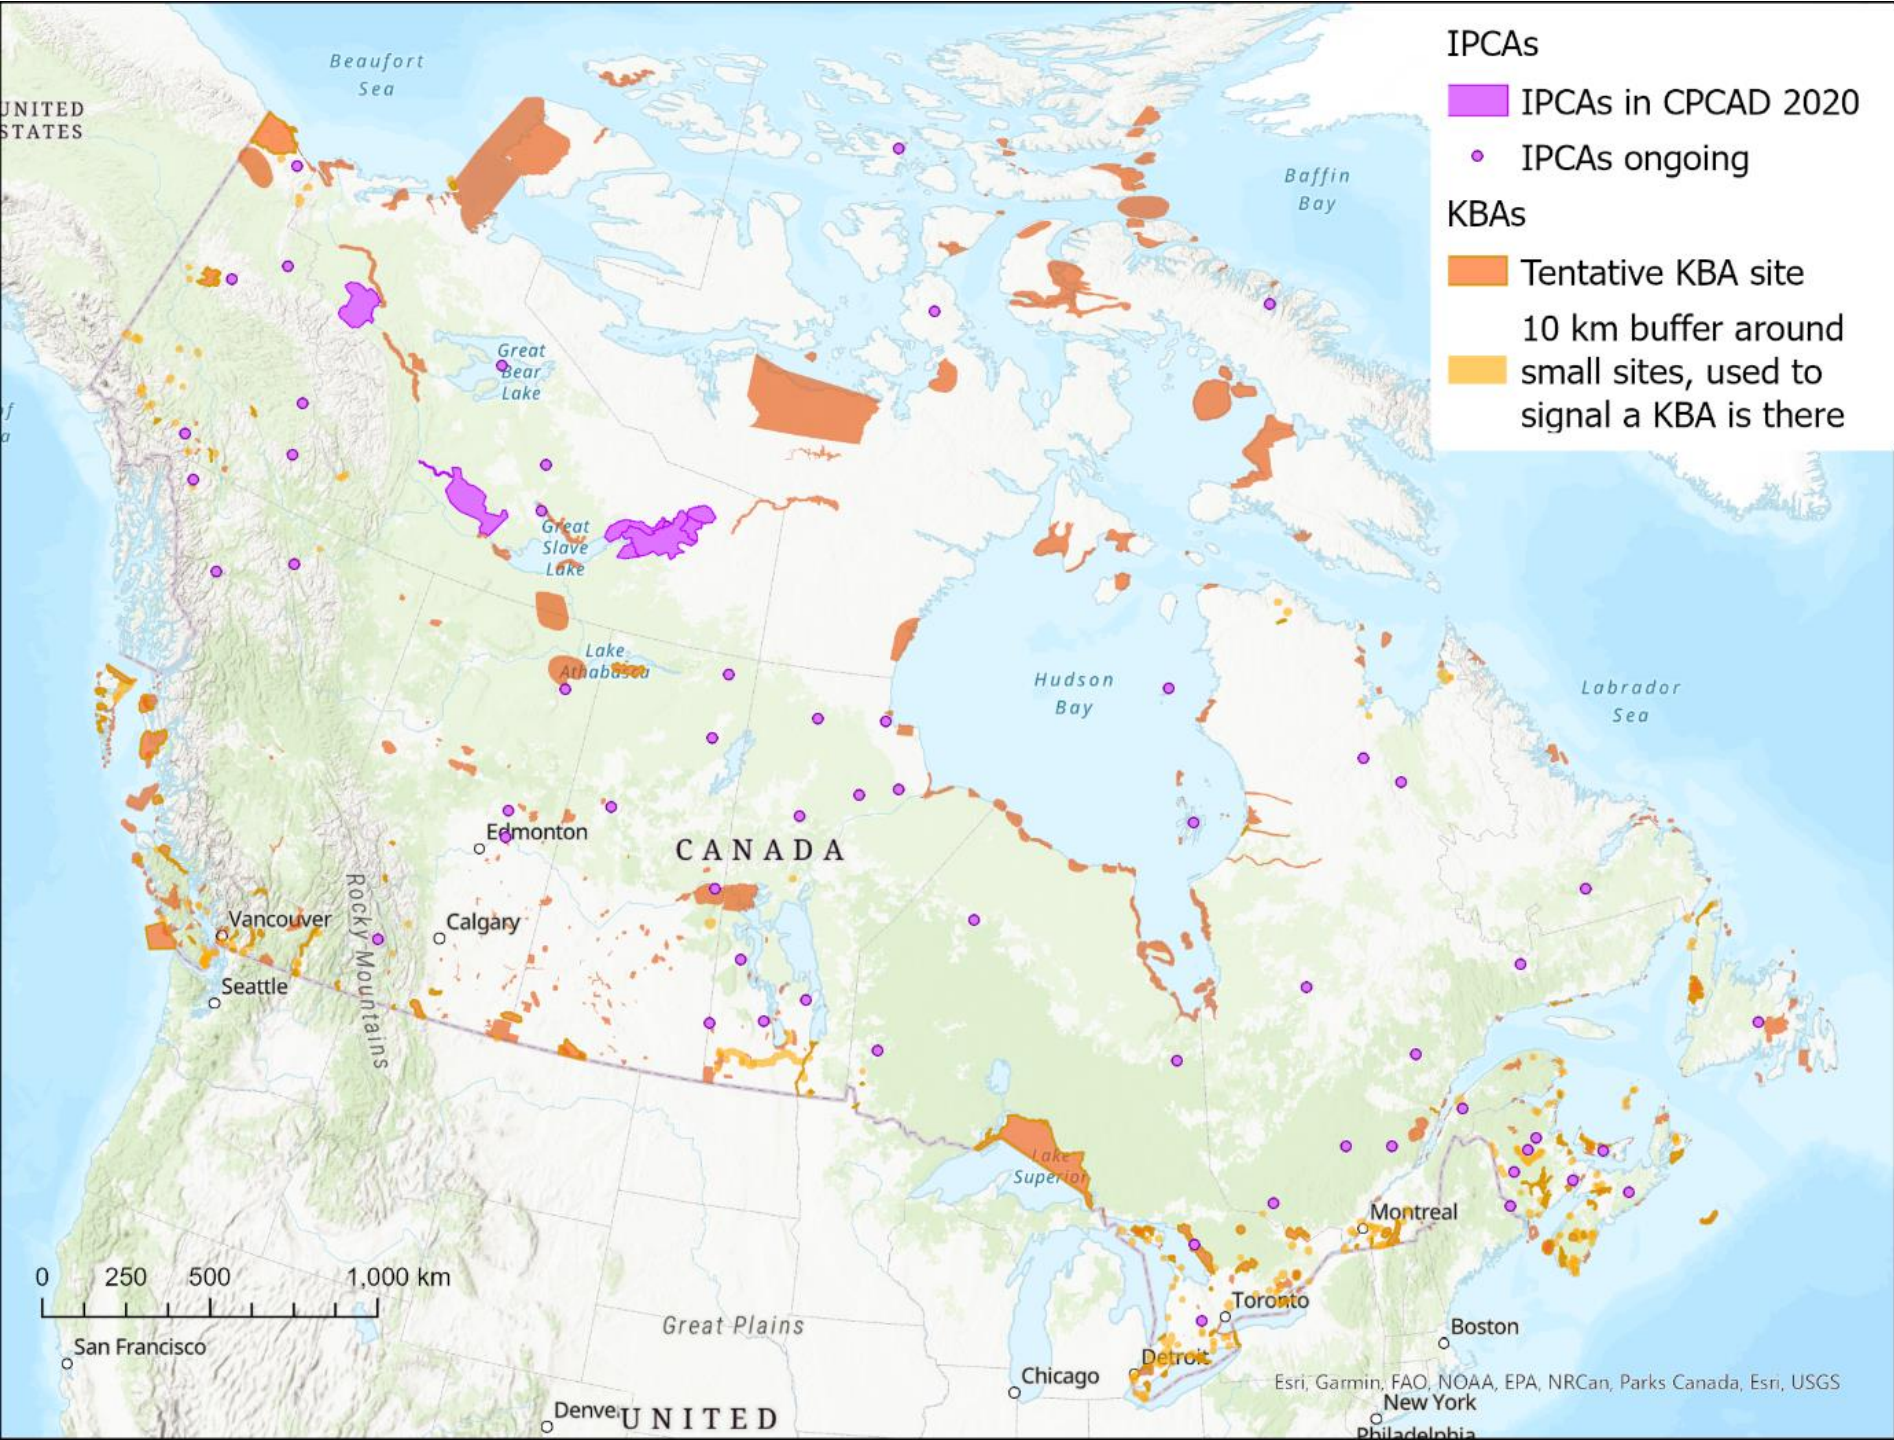 Beaufort
Sea
UNITED
STATES
IPCAs
IPCAs in CPCAD 2020
IPCAs ongoing
KBAs
Tentative KBA site
10 km buffer around
small sites, used to
signal a KBA is there
Baffin
Bay
Great
Bear
Lake
of
a
Great
Slave
Lake
Lake
Athabasca
Hudson
Bay
Labrador
Sea
Edmonton
CANADA
Rocky Mountains
Vancouver
Calgary
Seattle
Lake
Superior
Montreal
0 250 500 1,000 km
Toronto
Great Plains
San Francisco
Boston
Detroit
Chicago
Esri, Garmin, FAO, NOAA, EPA, NRCan, Parks Canada, Esri, USGS
New York
Denver
UNITED
Philadelphia